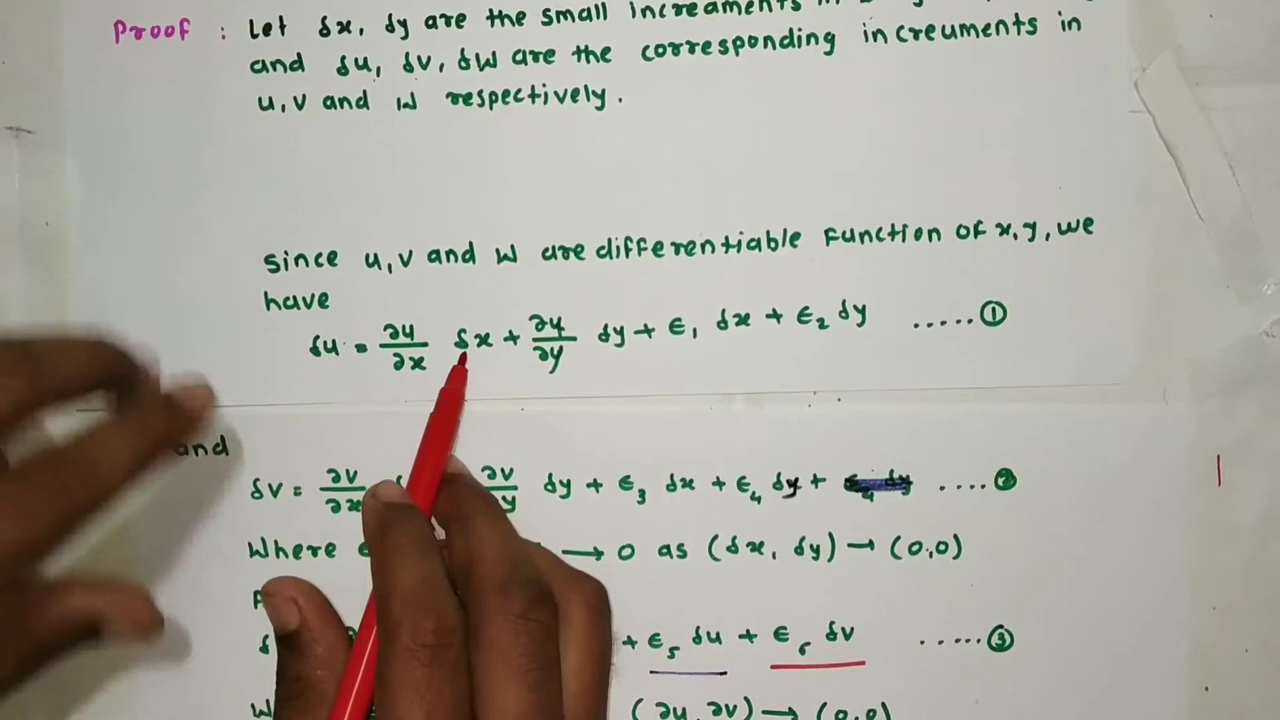 Proof : Let δx, δy are the small increaments in
and δu, δv, δw are the corresponding increuments in
u, v and w respectively.
since u, v and w are differentiable function of x, y, we
have
δu = ∂u/∂x δx + ∂u/∂y δy + ϵ₁ δx + ϵ₂ δy .....①
and
δv = ∂v/∂x ∂v/∂y δy + ϵ₃ δx + ϵ₄ δy + ....②
Where → 0 as (δx, δy) → (0,0)
+ ϵ₅ δu + ϵ₆ δv .....③
(∂u, ∂v) → (0,0)